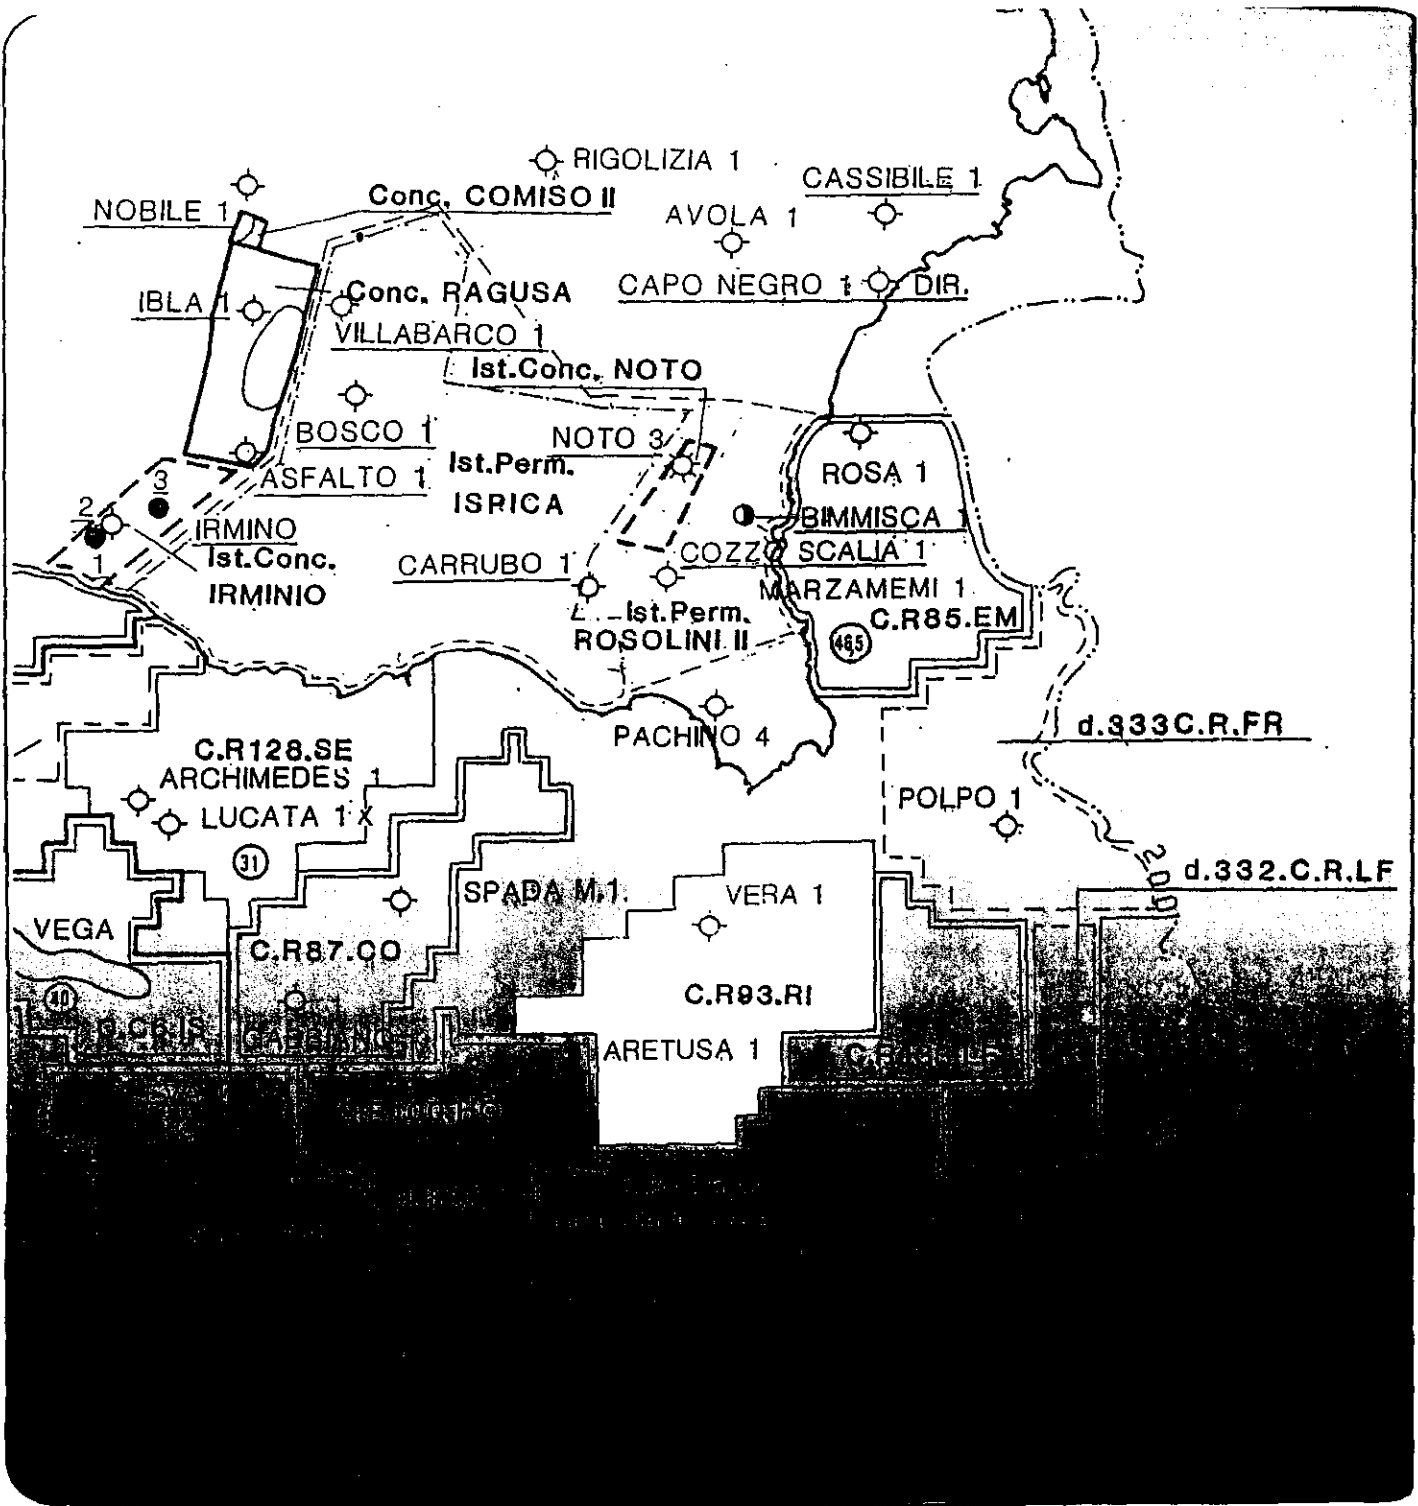 RIGOLIZIA 1
CASSIBILE 1
Conc. COMISO II
NOBILE 1
AVOLA 1
CAPO NEGRO 1 DIR.
Conc. RAGUSA
IBLA 1
VILLABARCO 1
Ist.Conc. NOTO
BOSCO 1
NOTO 3
Ist.Perm.
ISPICA
ROSA 1
ASFALTO 1
3
2
IRMINO
BIMMISCA 1
Ist.Conc.
IRMINIO
1
CARRUBO 1
COZZO SCALIA 1
MARZAMEMI 1
Ist.Perm.
ROSOLINI II
C.R85.EM
485
PACHINO 4
d.333C.R.FR
C.R128.SE
ARCHIMEDES 1
LUCATA 1 X
POLPO 1
31
200
d.332.C.R.LF
SPADA M.1.
VERA 1
VEGA
C.R87.CO
40
C.R93.RI
GABBIANO
ARETUSA 1